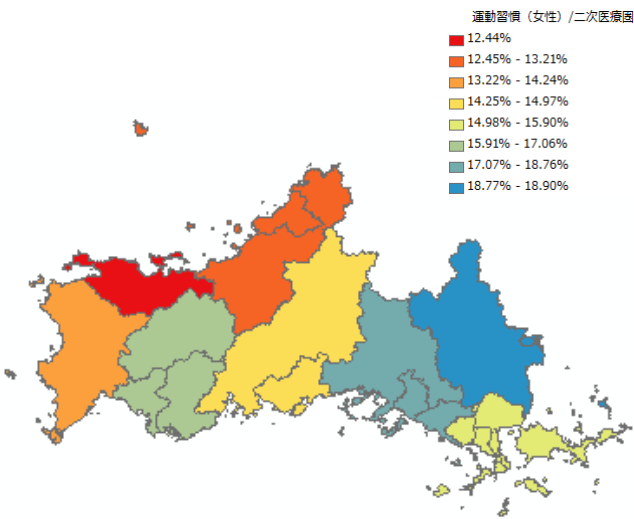 運動習慣（女性）/二次医療圏
12.44%
12.45% - 13.21%
13.22% - 14.24%
14.25% - 14.97%
14.98% - 15.90%
15.91% - 17.06%
17.07% - 18.76%
18.77% - 18.90%